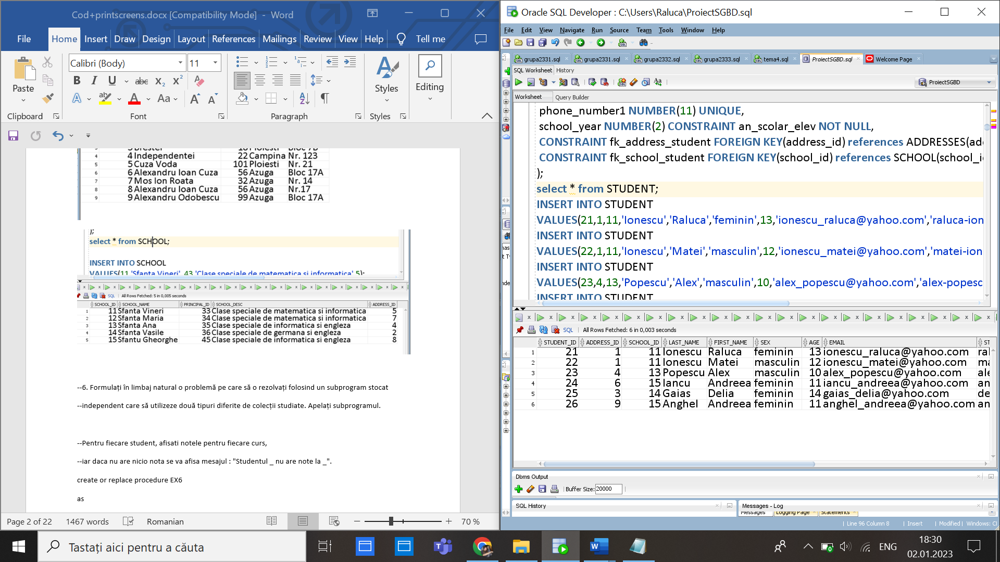 Cod+printscreens.docx [Compatibility Mode] - Word
File Home Insert Draw Design Layout References Mailings Review View Help Tell me
Calibri (Body) 11
Paste
Styles
Editing
Clipboard Font Paragraph Styles
4 4 Independentei 22 Campina Nr. 123
5 5 Cuza Voda 101 Ploiesti Nr. 21
6 6 Alexandru Ioan Cuza 56 Azuga Bloc 17A
7 7 Mos Ion Roata 32 Azuga Nr. 14
8 8 Alexandru Ioan Cuza 56 Azuga Nr.17
9 9 Alexandru Odobescu 99 Azuga Bloc 17A
);
select * from SCHOOL;
INSERT INTO SCHOOL
VALUES(11,'Sfanta Vineri', 43,'Clase speciale de matematica si informatica',5);
SQL | All Rows Fetched: 5 in 0,005 seconds
SCHOOL_ID SCHOOL_NAME PRINCIPAL_ID SCHOOL_DESC ADDRESS_ID
1 11 Sfanta Vineri 33 Clase speciale de matematica si informatica 5
2 12 Sfanta Maria 34 Clase speciale de matematica si informatica 7
3 13 Sfanta Ana 35 Clase speciale de informatica si engleza 4
4 14 Sfanta Vasile 36 Clase speciale de germana si engleza 2
5 15 Sfantu Gheorghe 45 Clase speciale de informatica si engleza 8
--6. Formulați în limbaj natural o problemă pe care să o rezolvați folosind un subprogram stocat
--independent care să utilizeze două tipuri diferite de colecții studiate. Apelați subprogramul.
--Pentru fiecare student, afisati notele pentru fiecare curs,
--iar daca nu are nicio nota se va afisa mesajul : "Studentul _ nu are note la _".
create or replace procedure EX6
as
Page 2 of 22 1467 words Romanian 70 %
Oracle SQL Developer : C:\Users\Raluca\ProiectSGBD.sql
File Edit View Navigate Run Source Team Tools Window Help
grupa2331.sql grupa2331.sql grupa2332.sql grupa2333.sql tema4.sql ProiectSGBD.sql Welcome Page
SQL Worksheet History
ProiectSGBD
Worksheet Query Builder
phone_number1 NUMBER(11) UNIQUE,
school_year NUMBER(2) CONSTRAINT an_scolar_elev NOT NULL,
CONSTRAINT fk_address_student FOREIGN KEY(address_id) references ADDRESSES(add
CONSTRAINT fk_school_student FOREIGN KEY(school_id) references SCHOOL(school_i
);
select * from STUDENT;
INSERT INTO STUDENT
VALUES(21,1,11,'Ionescu','Raluca','feminin',13,'ionescu_raluca@yahoo.com','raluca-ion
INSERT INTO STUDENT
VALUES(22,1,11,'Ionescu','Matei','masculin',12,'ionescu_matei@yahoo.com','matei-ion
INSERT INTO STUDENT
VALUES(23,4,13,'Popescu','Alex','masculin',10,'alex_popescu@yahoo.com','alex-popesc
INSERT INTO STUDENT
SQL | All Rows Fetched: 6 in 0,003 seconds
STUDENT_ID ADDRESS_ID SCHOOL_ID LAST_NAME FIRST_NAME SEX AGE EMAIL ST
1 21 1 11 Ionescu Raluca feminin 13 ionescu_raluca@yahoo.com ral
2 22 1 11 Ionescu Matei masculin 12 ionescu_matei@yahoo.com ma
3 23 4 13 Popescu Alex masculin 10 alex_popescu@yahoo.com ale
4 24 6 15 Iancu Andreea feminin 11 iancu_andreea@yahoo.com an
5 25 3 14 Gaias Delia feminin 14 gaias_delia@yahoo.com de
6 26 9 15 Anghel Andreea feminin 11 anghel_andreea@yahoo.com an
Dbms Output
Buffer Size: 20000
SQL History
Messages - Log
Messages Logging Page Statements
Line 96 Column 8 | Insert | Modified | Windows: C
Tastați aici pentru a căuta
ENG
18:30
02.01.2023